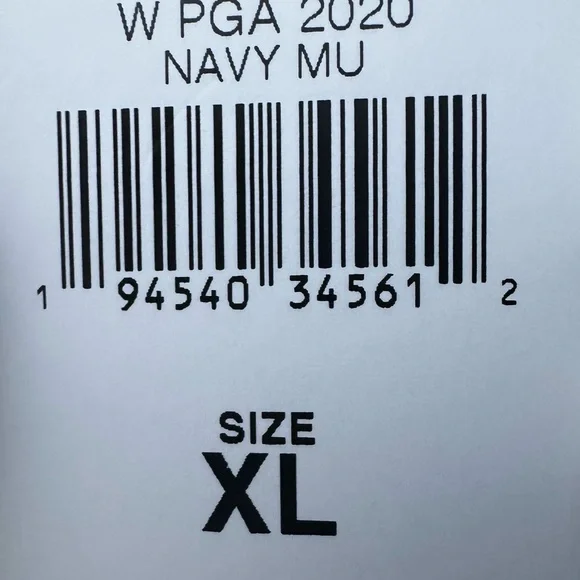 W PGA 2020
NAVY MU
1 94540 34561 2
SIZE
XL